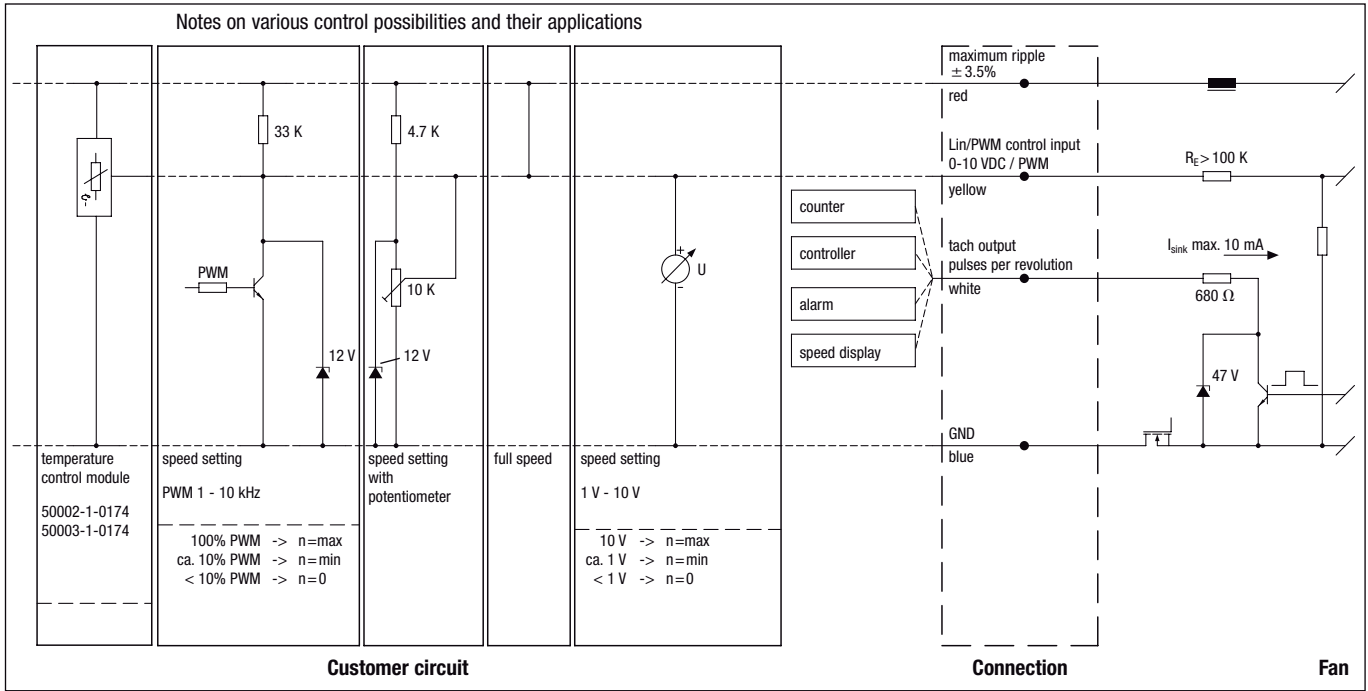 Notes on various control possibilities and their applications
33 K
PWM
12 V
4.7 K
10 K
12 V
+
U
-
temperature
control module
50002-1-0174
50003-1-0174
speed setting
PWM 1 - 10 kHz
100% PWM -> n=max
ca. 10% PWM -> n=min
< 10% PWM -> n=0
speed setting
with
potentiometer
full speed
speed setting
1 V - 10 V
10 V -> n=max
ca. 1 V -> n=min
< 1 V -> n=0
counter
controller
alarm
speed display
maximum ripple
±3.5%
red
Lin/PWM control input
0-10 VDC / PWM
yellow
tach output
pulses per revolution
white
GND
blue
RE>100 K
Isink max. 10 mA
680 Ω
47 V
Customer circuit
Connection
Fan